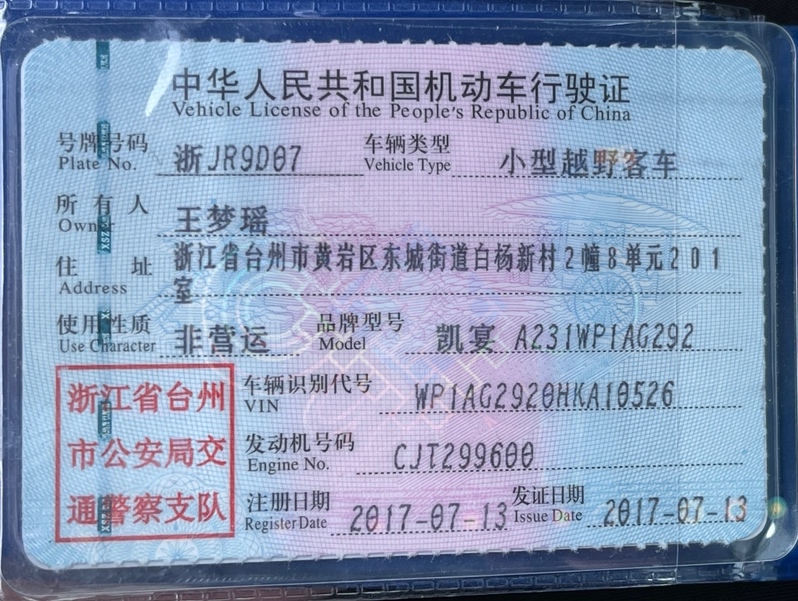 中华人民共和国机动车行驶证
Vehicle License of the People's Republic of China
号牌号码 浙JR9D07 车辆类型 小型越野客车
Plate No. Vehicle Type
所有人 王梦瑶
Owner
住址 浙江省台州市黄岩区东城街道白杨新村2幢8单元201
Address 室
使用性质 非营运 品牌型号 凯宴 A231WP1AG292
Use Character Model
浙江省台州 车辆识别代号 WP1AG2920HKA10526
VIN
市公安局交 发动机号码 CJT299600
Engine No.
通警察支队 注册日期 2017-07-13 发证日期 2017-07-13
Register Date Issue Date